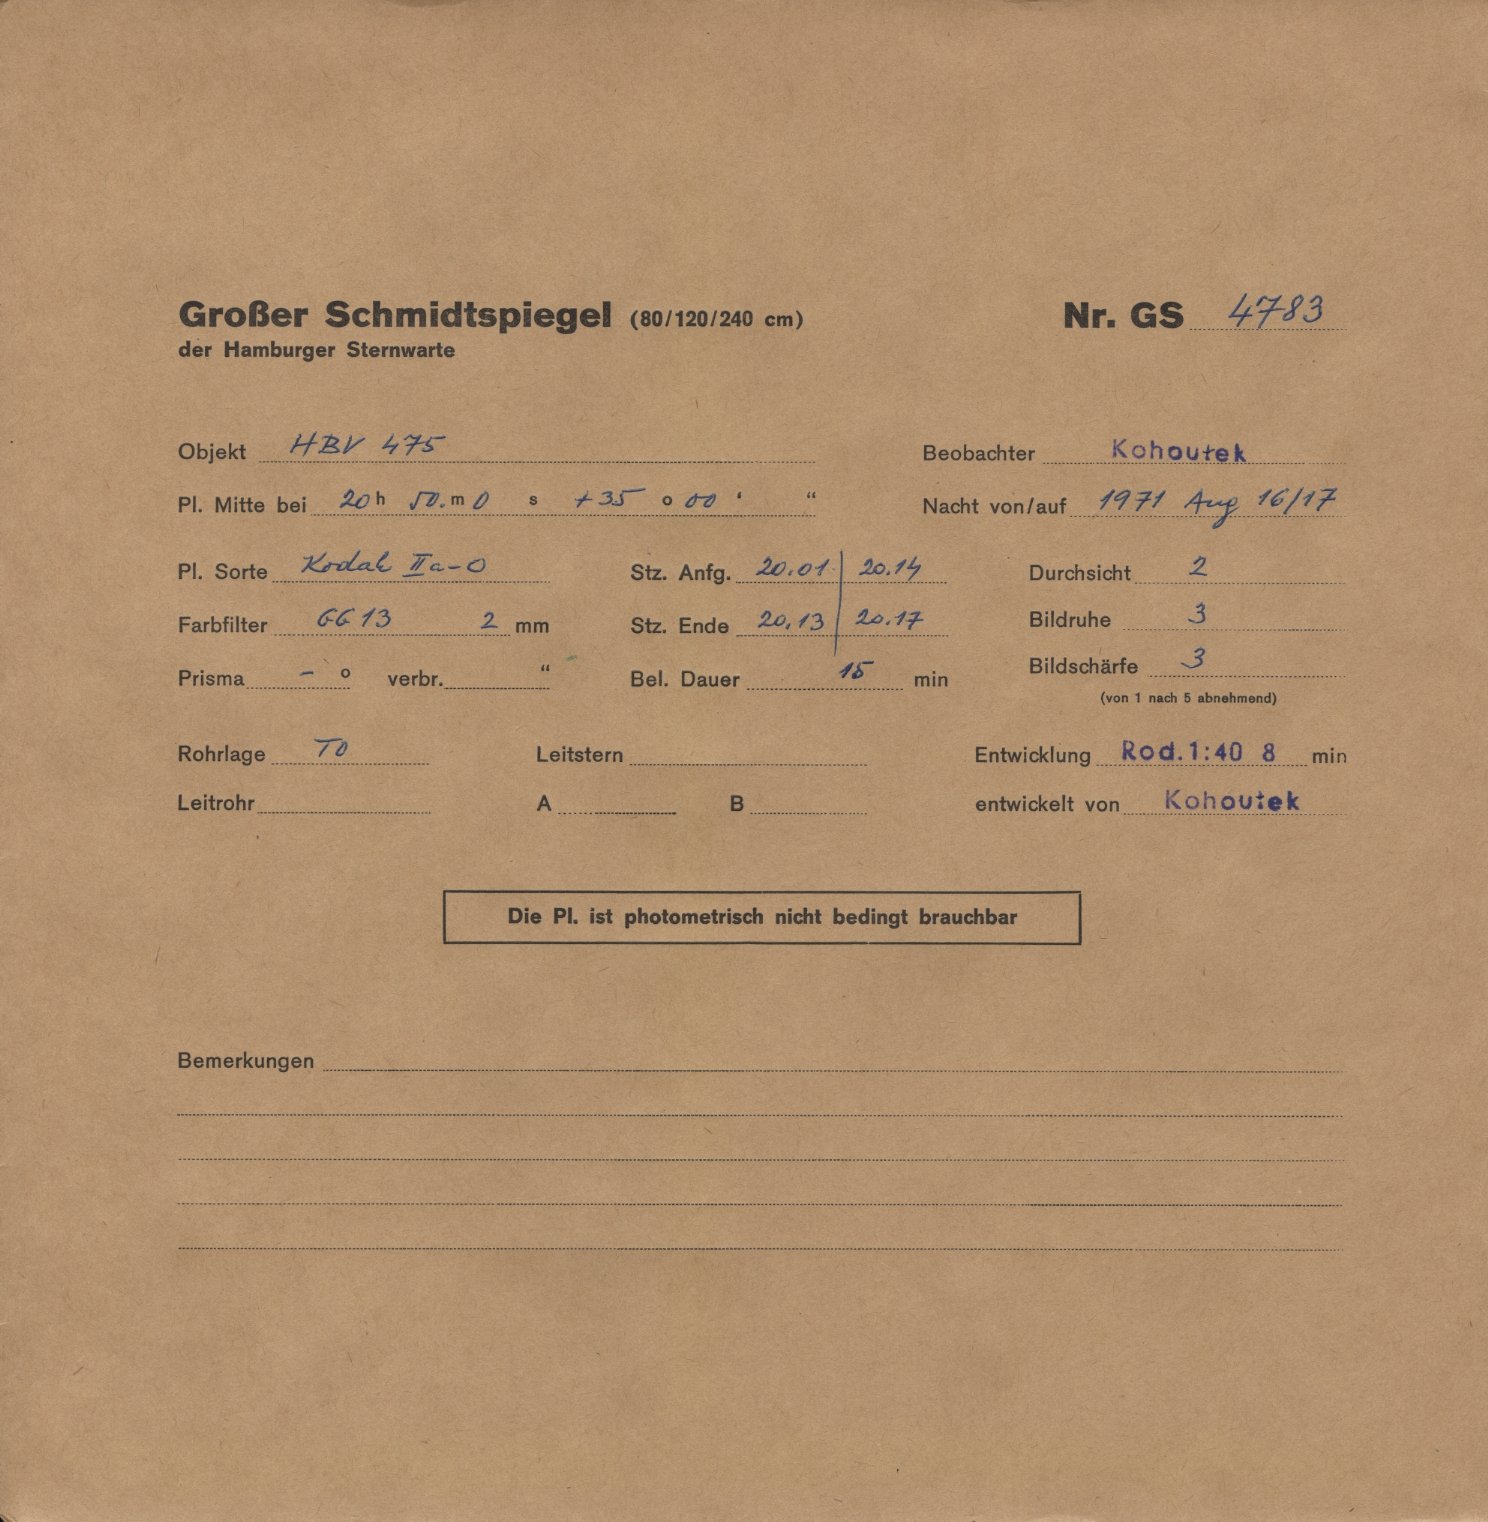 Großer Schmidtspiegel (80/120/240 cm) Nr. GS 4783
der Hamburger Sternwarte
Objekt HBV 475 Beobachter Kohoutek
Pl. Mitte bei 20 h 50. m 0 s +35 o 00 ‘ “ Nacht von/auf 1971 Aug 16/17
Pl. Sorte Kodak IIa-O Stz. Anfg. 20.01 | 20.14 Durchsicht 2
Farbfilter GG 13 2 mm Stz. Ende 20.13 | 20.17 Bildruhe 3
Prisma – o verbr. “ Bel. Dauer 15 min Bildschärfe 3
(von 1 nach 5 abnehmend)
Rohrlage TO Leitstern Entwicklung Rod. 1:40 8 min
Leitrohr A B entwickelt von Kohoutek
Die Pl. ist photometrisch nicht bedingt brauchbar
Bemerkungen